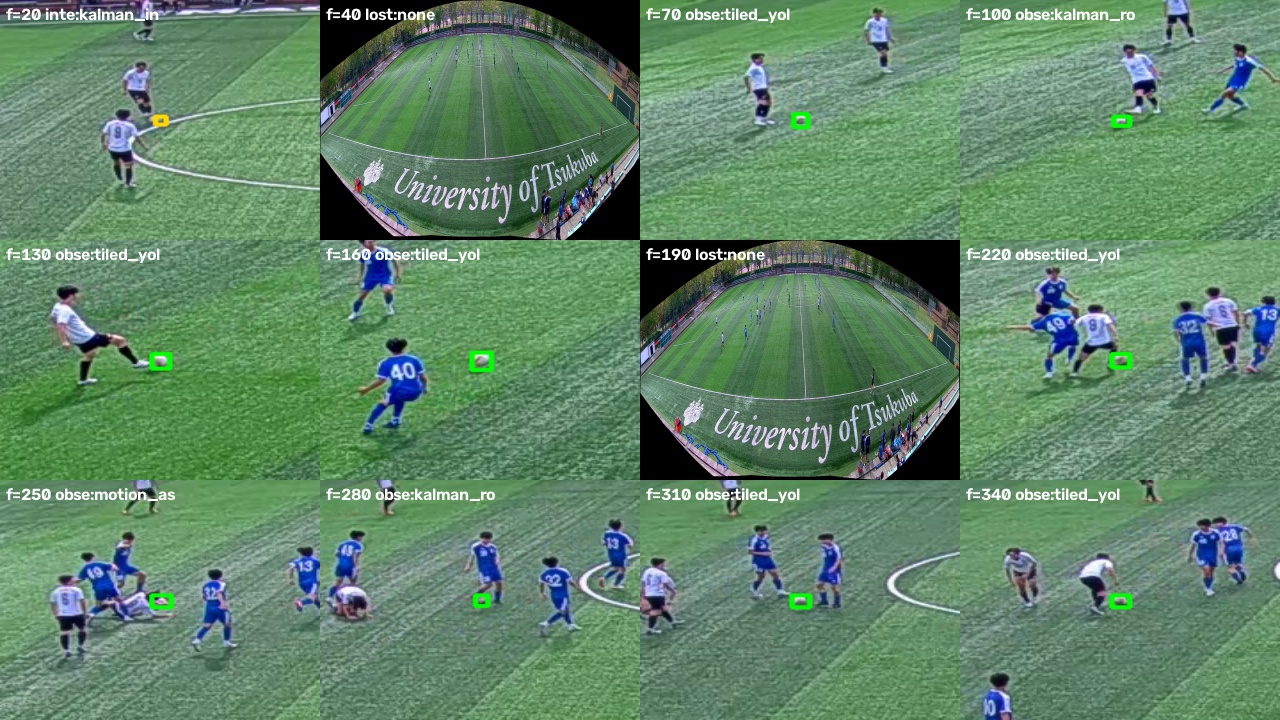 f=20 inte:kalman_in
f=40 lost:none
f=70 obse:tiled_yol
f=100 obse:kalman_ro
9
University of Tsukuba
f=130 obse:tiled_yol
f=160 obse:tiled_yol
f=190 lost:none
f=220 obse:tiled_yol
40
University of Tsukuba
49
32
13
f=250 obse:motion_as
f=280 obse:kalman_ro
f=310 obse:tiled_yol
f=340 obse:tiled_yol
49
32
13
13
28